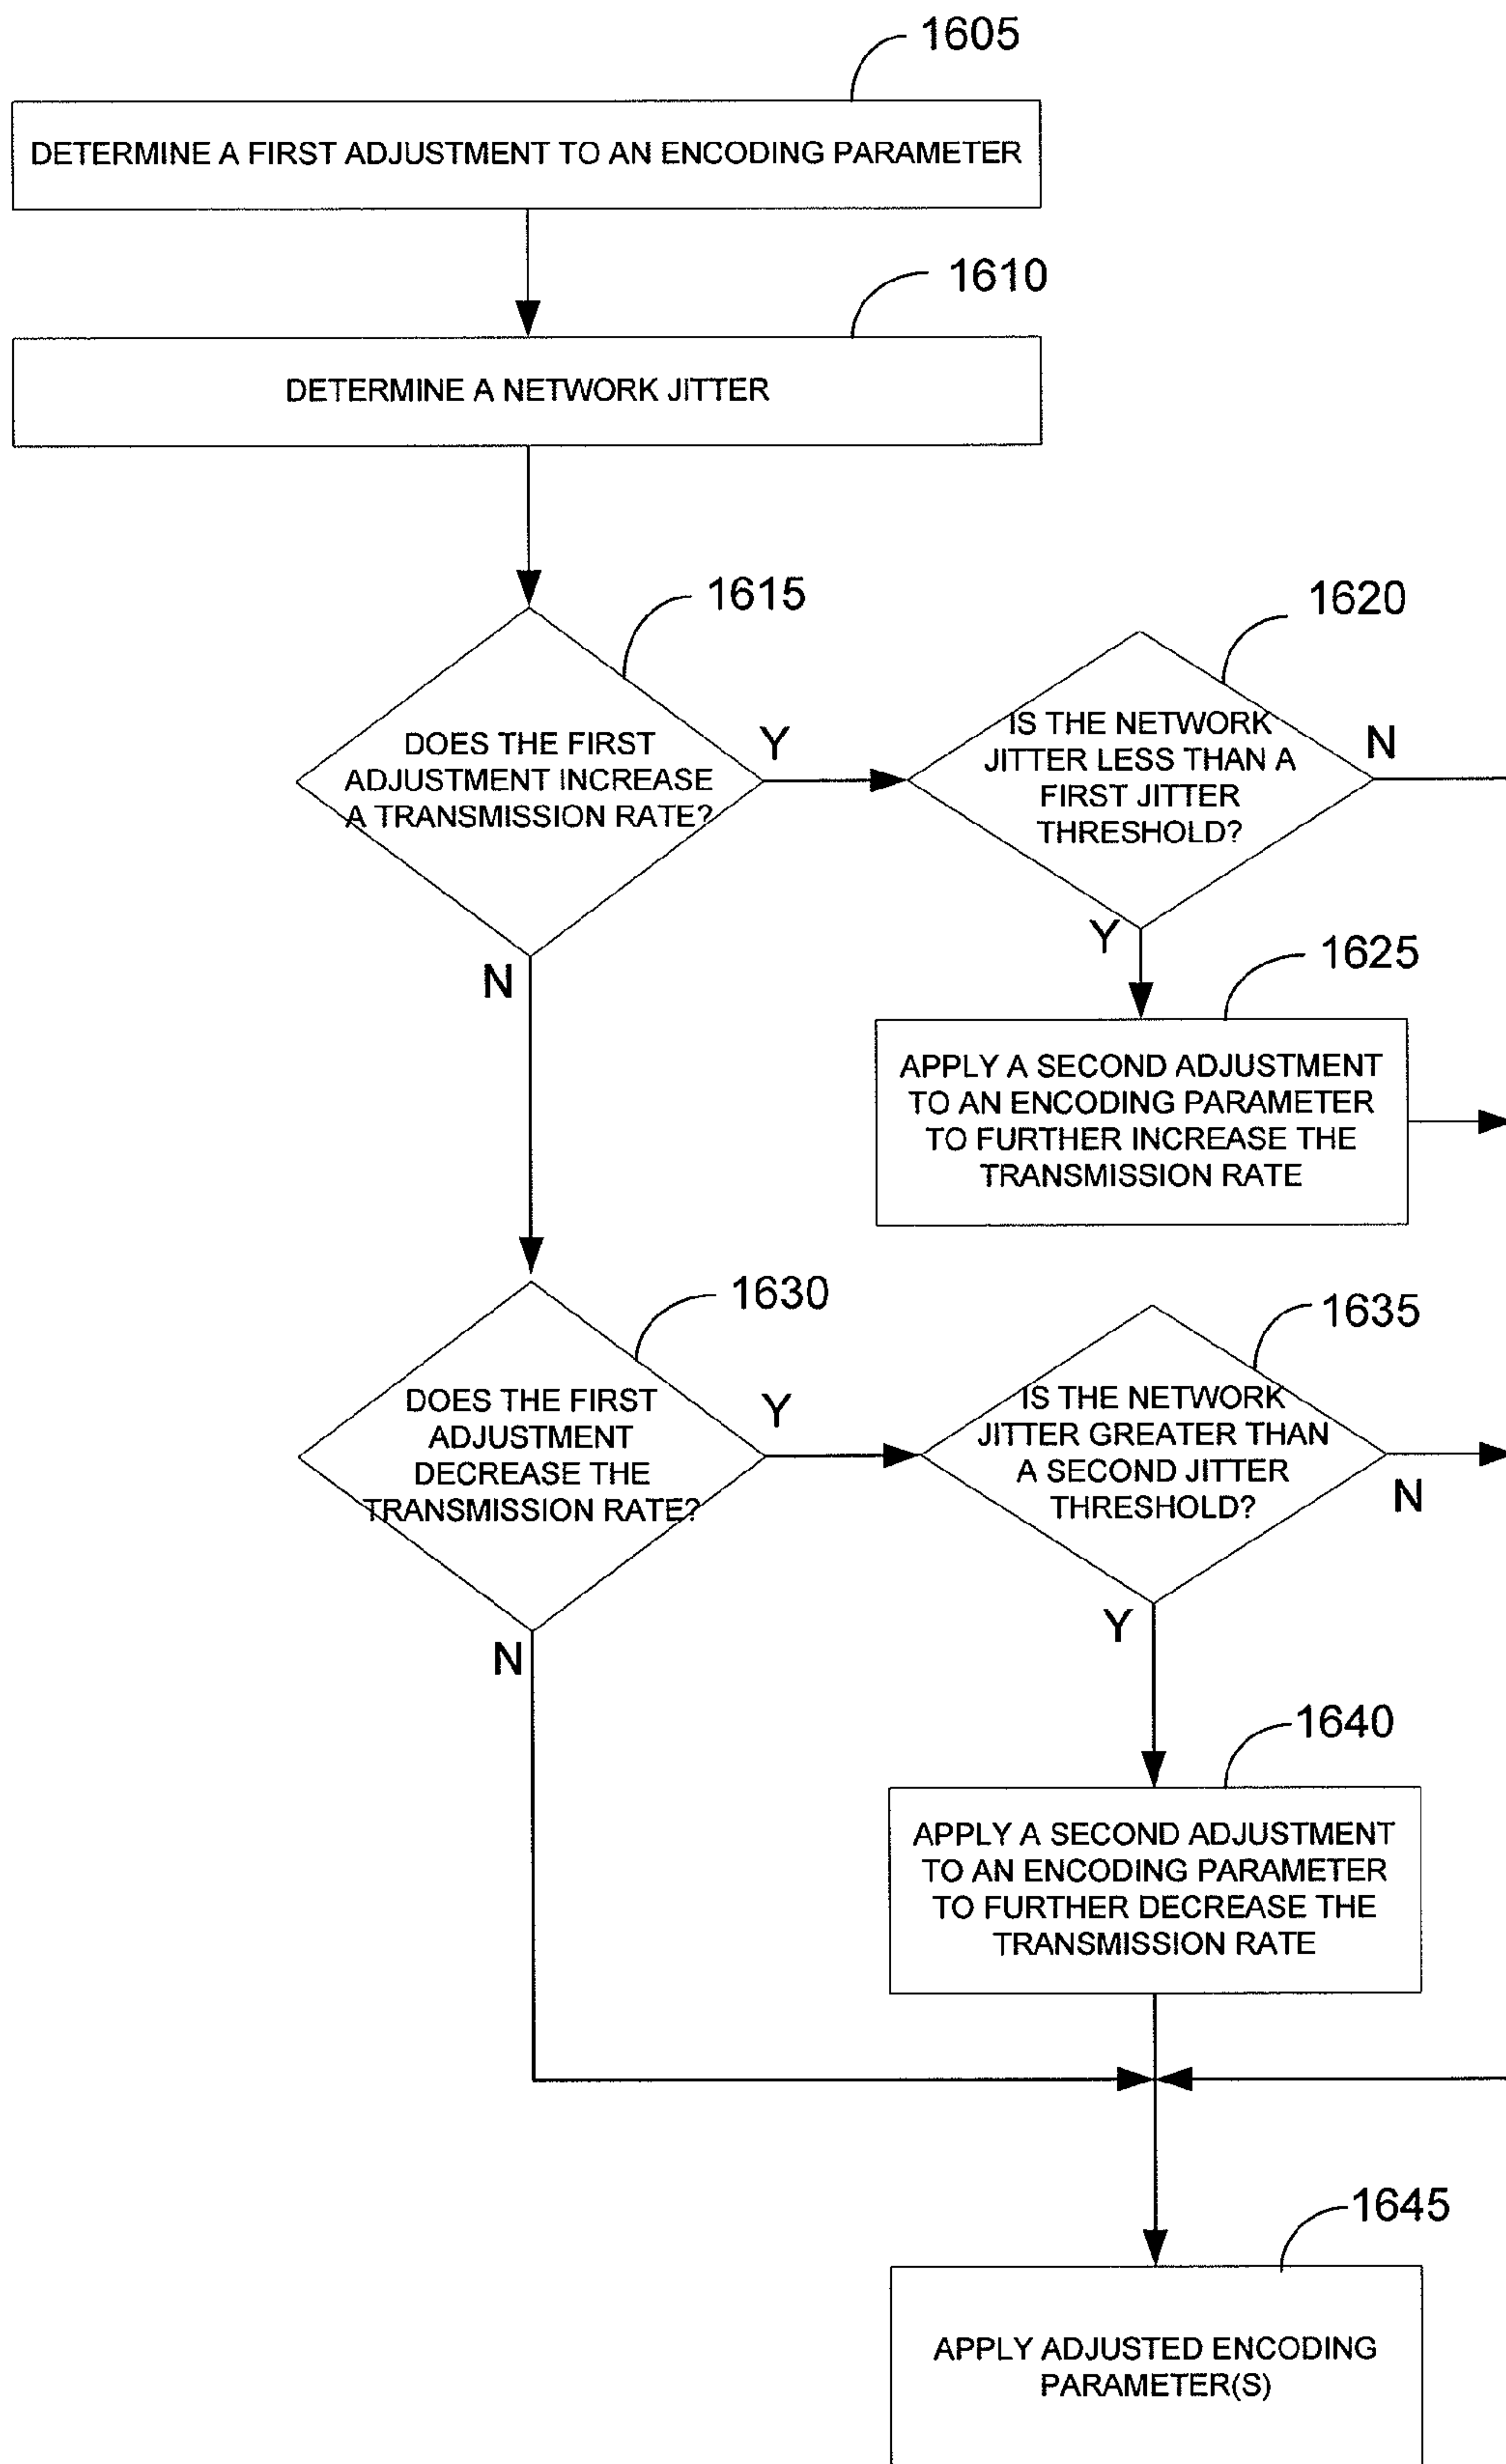 1605
DETERMINE A FIRST ADJUSTMENT TO AN ENCODING PARAMETER
1610
DETERMINE A NETWORK JITTER
1615
DOES THE FIRST
ADJUSTMENT INCREASE
A TRANSMISSION RATE?
Y
N
1620
IS THE NETWORK
JITTER LESS THAN A
FIRST JITTER
THRESHOLD?
N
Y
1625
APPLY A SECOND ADJUSTMENT
TO AN ENCODING PARAMETER
TO FURTHER INCREASE THE
TRANSMISSION RATE
1630
DOES THE FIRST
ADJUSTMENT
DECREASE THE
TRANSMISSION RATE?
Y
N
1635
IS THE NETWORK
JITTER GREATER THAN
A SECOND JITTER
THRESHOLD?
N
Y
1640
APPLY A SECOND ADJUSTMENT
TO AN ENCODING PARAMETER
TO FURTHER DECREASE THE
TRANSMISSION RATE
1645
APPLY ADJUSTED ENCODING
PARAMETER(S)